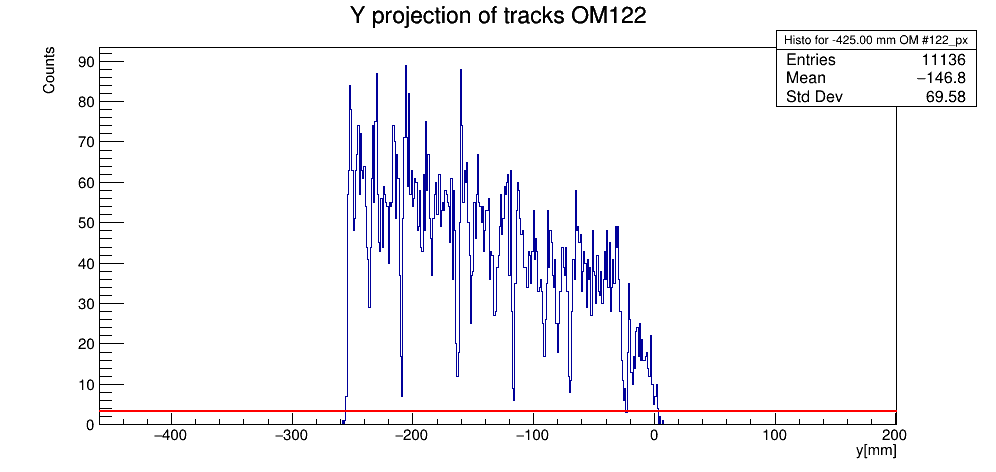 Y projection of tracks OM122
Histo for -425.00 mm OM #122_px
Entries 11136
Mean −146.8
Std Dev 69.58
Counts
90
80
70
60
50
40
30
20
10
0
−400 −300 −200 −100 0 100 200
y[mm]